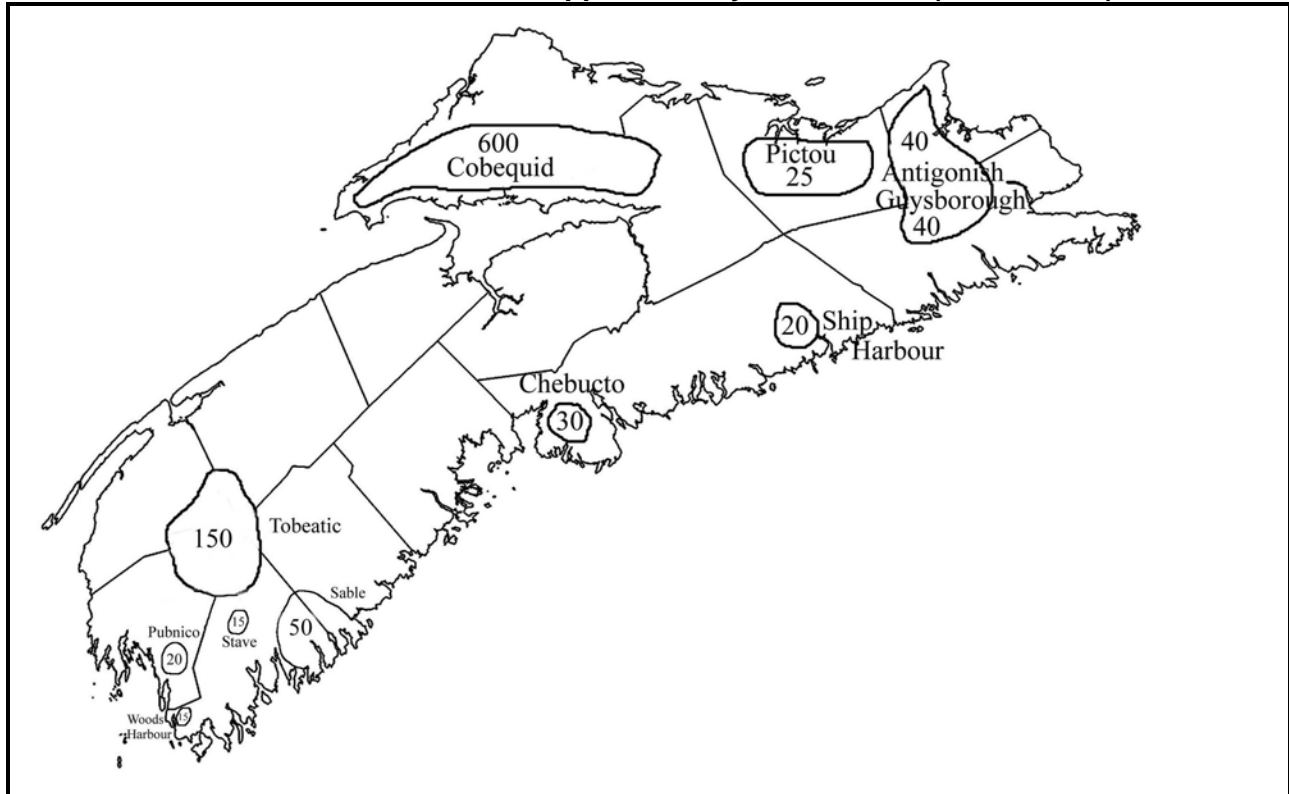 600
Cobequid
Pictou
25
40
Antigonish
Guysborough
40
20
Ship
Harbour
Chebucto
30
150
Tobeatic
Sable
50
15
Stave
Pubnico
20
Woods
Harbour
15